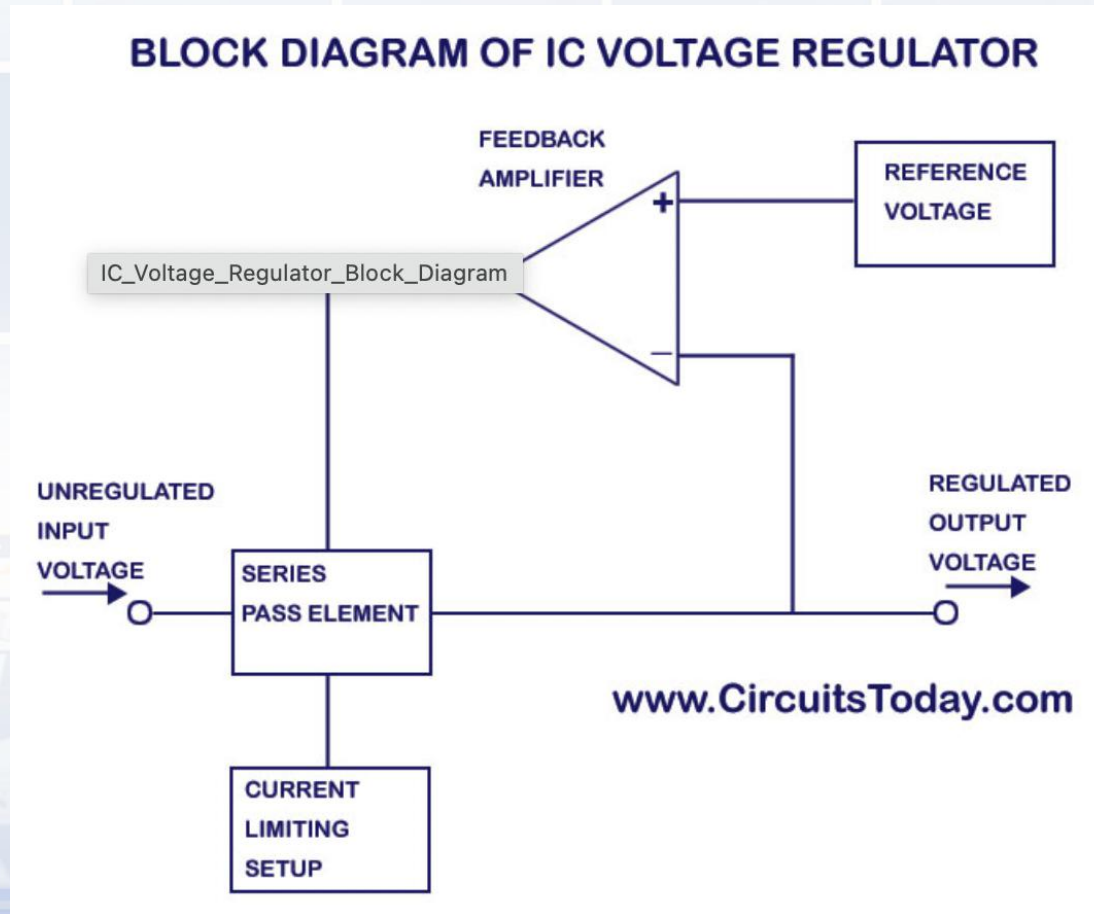 BLOCK DIAGRAM OF IC VOLTAGE REGULATOR
FEEDBACK
AMPLIFIER
+
REFERENCE
VOLTAGE
IC_Voltage_Regulator_Block_Diagram
−
UNREGULATED
INPUT
VOLTAGE
SERIES
PASS ELEMENT
REGULATED
OUTPUT
VOLTAGE
www.CircuitsToday.com
CURRENT
LIMITING
SETUP